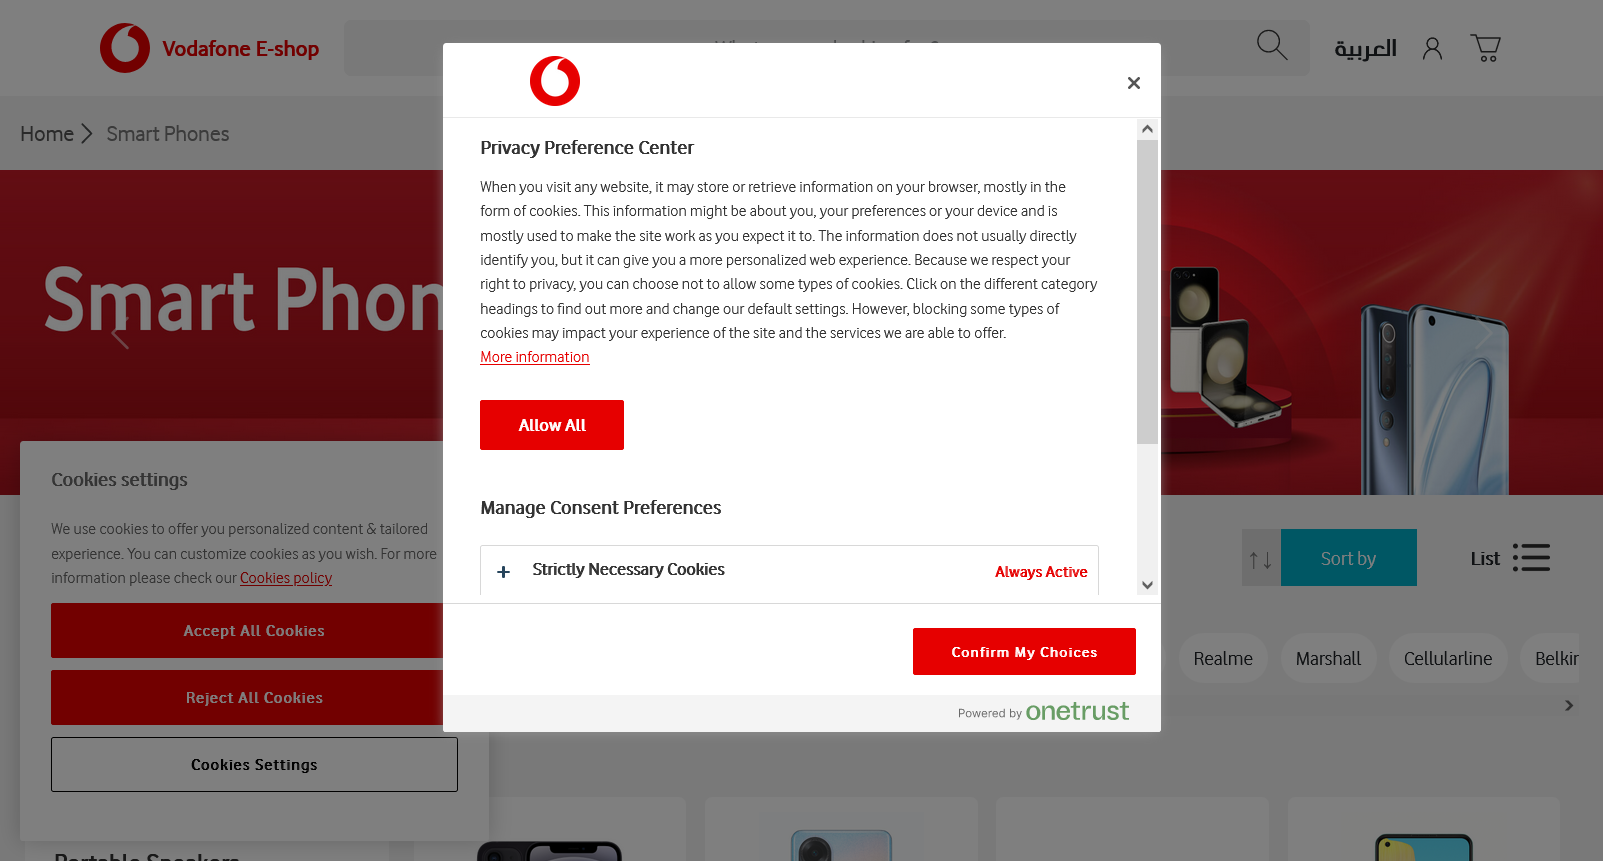 Vodafone E-shop
العربية
Home
Smart Phones
Smart Phon
Privacy Preference Center
When you visit any website, it may store or retrieve information on your browser, mostly in the
form of cookies. This information might be about you, your preferences or your device and is
mostly used to make the site work as you expect it to. The information does not usually directly
identify you, but it can give you a more personalized web experience. Because we respect your
right to privacy, you can choose not to allow some types of cookies. Click on the different category
headings to find out more and change our default settings. However, blocking some types of
cookies may impact your experience of the site and the services we are able to offer.
More information
Allow All
Manage Consent Preferences
Strictly Necessary Cookies
Always Active
Confirm My Choices
Powered by onetrust
Cookies settings
We use cookies to offer you personalized content & tailored
experience. You can customize cookies as you wish. For more
information please check our Cookies policy
Accept All Cookies
Reject All Cookies
Cookies Settings
Sort by
List
Realme
Marshall
Cellularline
Belkin
Portable Speakers